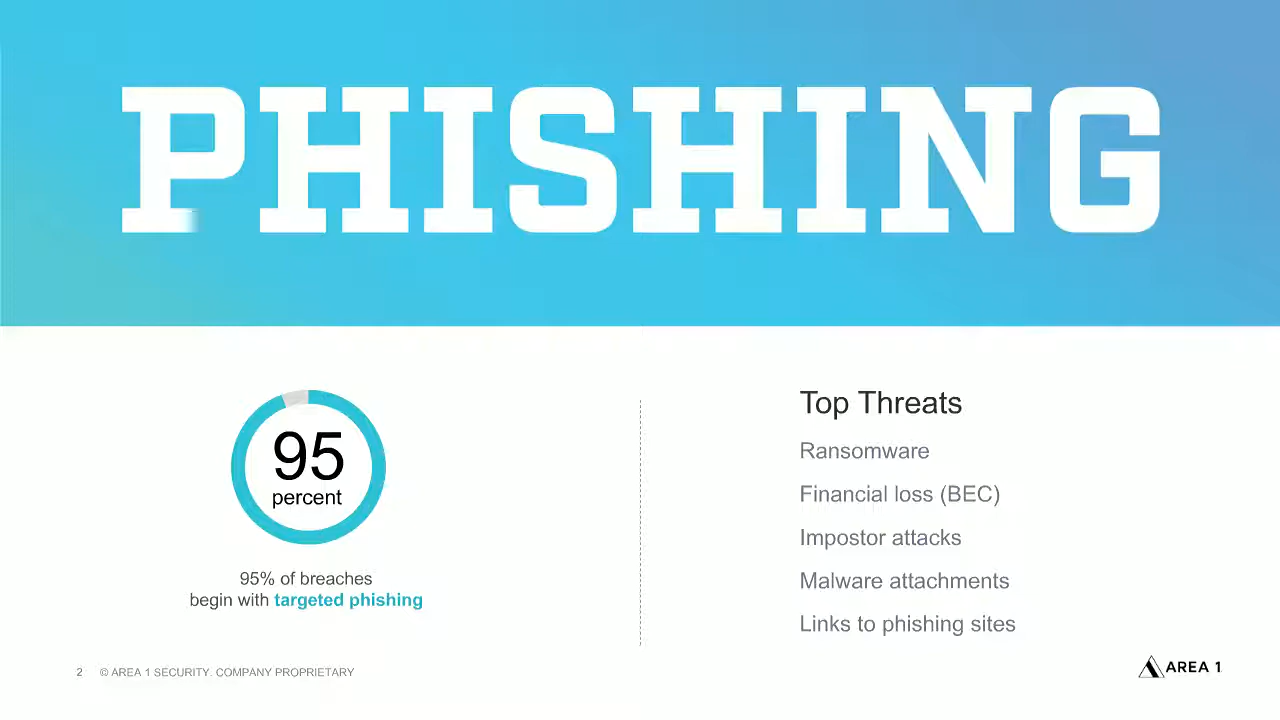 PHISHING
95
percent
95% of breaches
begin with targeted phishing
Top Threats
Ransomware
Financial loss (BEC)
Impostor attacks
Malware attachments
Links to phishing sites
2 © AREA 1 SECURITY. COMPANY PROPRIETARY
AREA 1